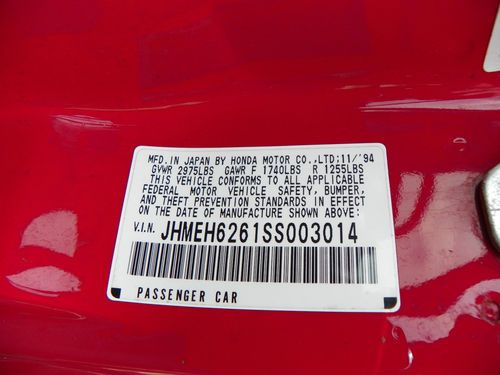 MFD.IN JAPAN BY HONDA MOTOR CO.,LTD;11/'94
GVWR 2975LBS GAWR F 1740LBS R 1255LBS
THIS VEHICLE CONFORMS TO ALL APPLICABLE
FEDERAL MOTOR VEHICLE SAFETY, BUMPER,
AND THEFT PREVENTION STANDARDS IN EFFECT
ON THE DATE OF MANUFACTURE SHOWN ABOVE:
V.I.N. JHMEH6261SS003014
PASSENGER CAR